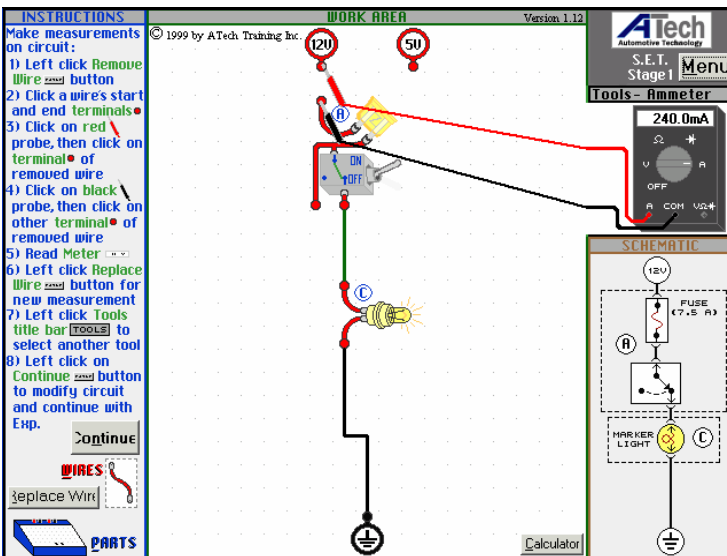 INSTRUCTIONS
Make measurements
on circuit:
1) Left click Remove
Wire button
2) Click a wire's start
and end terminals
3) Click on red
probe, then click on
terminal of
removed wire
4) Click on black
probe, then click on
other terminal of
removed wire
5) Read Meter
6) Left click Replace
Wire button for
new measurement
7) Left click Tools
title bar TOOLS to
select another tool
8) Left click on
Continue button
to modify circuit
and continue with
Exp.
Continue
WIRES
Replace Wire
PARTS
WORK AREA
Version 1.12
© 1999 by ATech Training Inc.
12V
5V
A
ON
OFF
C
Calculator
ATech
Automotive Technology
S.E.T.
Stage1
Menu
Tools- Ammeter
240.0mA
Ω
V
A
OFF
A COM VΩ
SCHEMATIC
12V
FUSE
(7.5 A)
A
MARKER
LIGHT
C